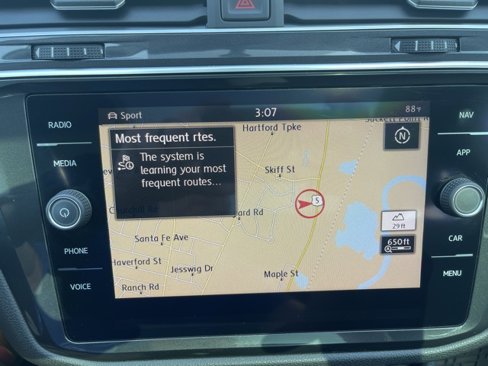 Sport
3:07
88°F
RADIO
MEDIA
PHONE
VOICE
NAV
APP
CAR
MENU
Hartford Tpke
Most frequent rtes.
The system is
learning your most
frequent routes...
N
Skiff St
5
29 ft
650ft
Santa Fe Ave
Haverford St
Jesswig Dr
Maple St
Ranch Rd